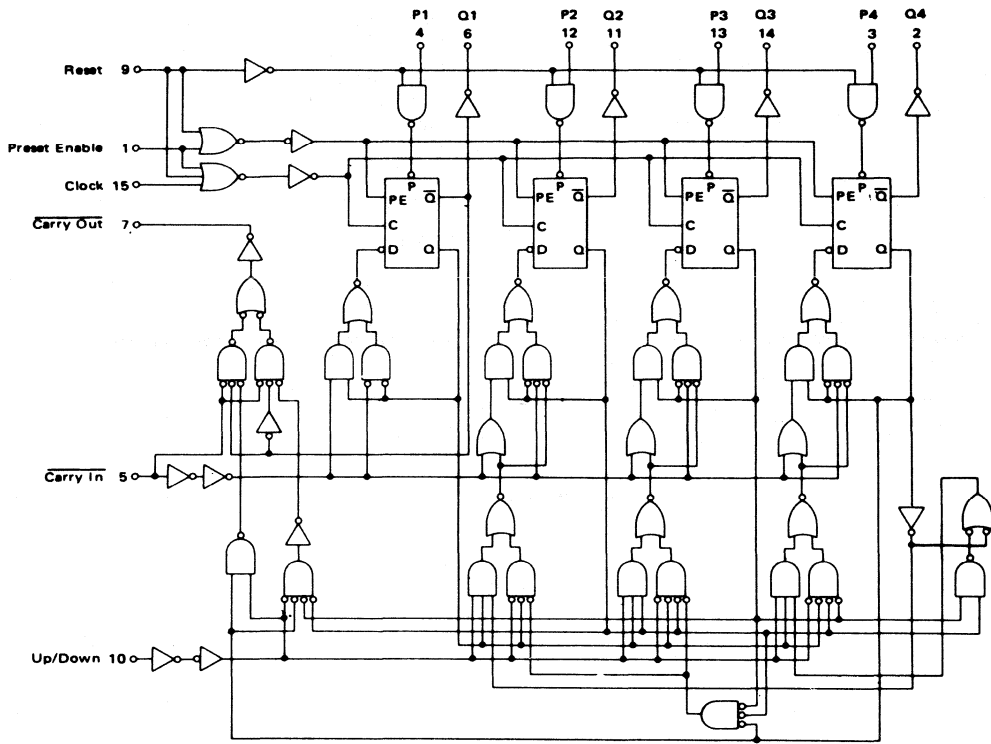 P1 Q1 P2 Q2 P3 Q3 P4 Q4
4 6 12 11 13 14 3 2
Reset 9
Preset Enable 1
Clock 15
Carry Out 7
P P P P
PE Q PE Q PE Q PE Q
C C C C
D Q D Q D Q D Q
Carry In 5
Up/Down 10